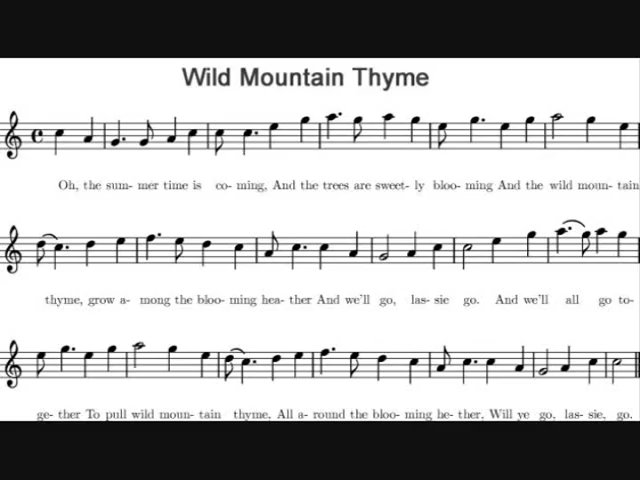 Wild Mountain Thyme
Oh, the sum- mer time is co- ming, And the trees are sweet- ly bloo- ming And the wild moun- tain
thyme, grow a- mong the bloo- ming hea- ther And we'll go, las- sie go. And we'll all go to-
ge- ther To pull wild moun- tain thyme, All a- round the bloo- ming he- ther, Will ye go, las- sie, go.